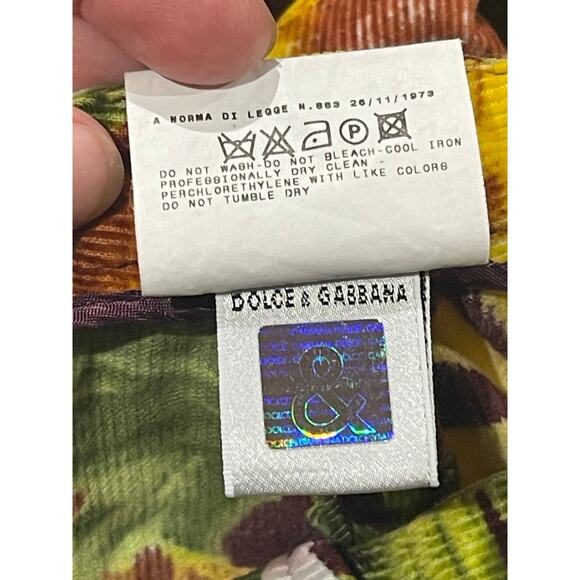 A NORMA DI LEGGE N.883 26/11/1973
P
DO NOT WASH-DO NOT BLEACH-COOL IRON
PROFESSIONALLY DRY CLEAN -
PERCHLORETHYLENE WITH LIKE COLORS
DO NOT TUMBLE DRY
DOLCE & GABBANA
&